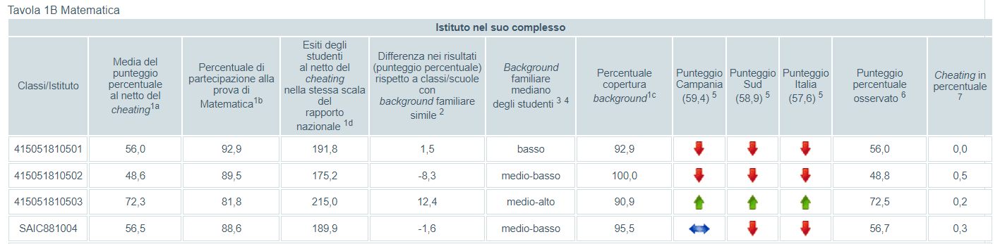 Tavola 1B Matematica
Istituto nel suo complesso
Classi/Istituto
Media del
punteggio
percentuale
al netto del
cheating1a
Percentuale di
partecipazione alla
prova di
Matematica1b
Esiti degli
studenti
al netto del
cheating
nella stessa scala
del
rapporto
nazionale 1d
Differenza nei risultati
(punteggio percentuale)
rispetto a classi/scuole
con
background familiare
simile 2
Background
familiare
mediano
degli studenti 3 4
Percentuale
copertura
background1c
Punteggio
Campania
(59,4) 5
Punteggio
Sud
(58,9) 5
Punteggio
Italia
(57,6) 5
Punteggio
percentuale
osservato 6
Cheating in
percentuale
7
415051810501 56,0 92,9 191,8 1,5 basso 92,9 56,0 0,0
415051810502 48,6 89,5 175,2 -8,3 medio-basso 100,0 48,8 0,5
415051810503 72,3 81,8 215,0 12,4 medio-alto 90,9 72,5 0,2
SAIC881004 56,5 88,6 189,9 -1,6 medio-basso 95,5 56,7 0,3